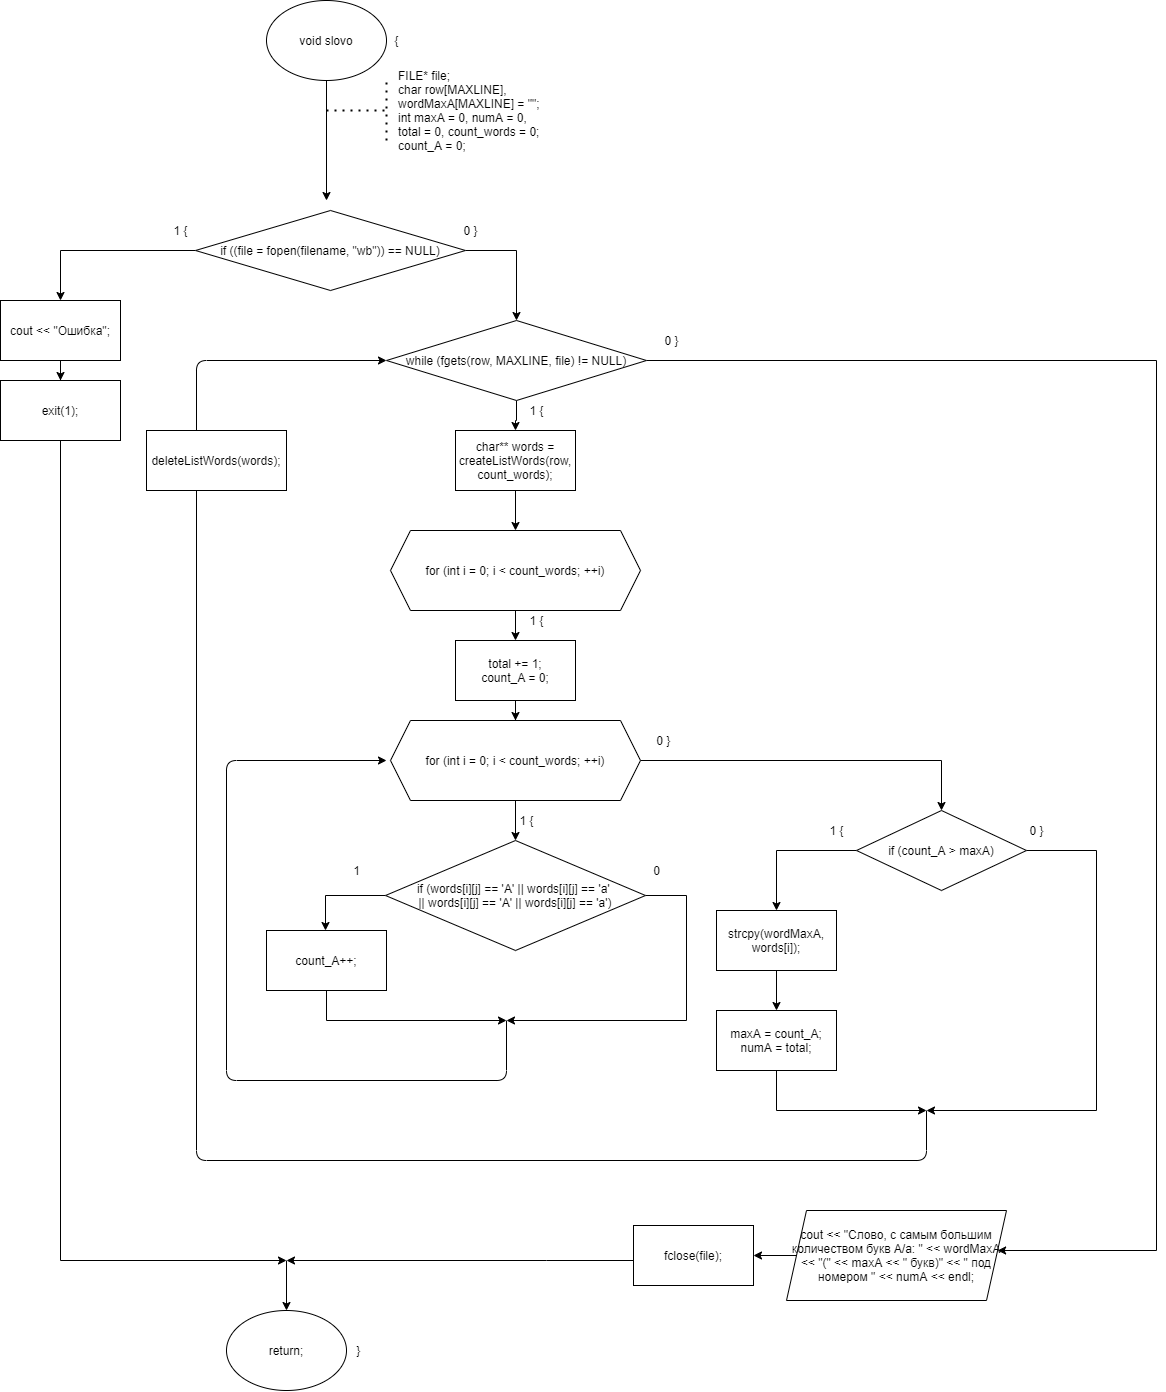 void slovo
{
FILE* file;
char row[MAXLINE],
wordMaxA[MAXLINE] = "";
int maxA = 0, numA = 0,
total = 0, count_words = 0;
count_A = 0;
1 {
0 }
if ((file = fopen(filename, "wb")) == NULL)
cout << "Ошибка";
exit(1);
0 }
while (fgets(row, MAXLINE, file) != NULL)
1 {
char** words =
createListWords(row,
count_words);
deleteListWords(words);
for (int i = 0; i < count_words; ++i)
1 {
total += 1;
count_A = 0;
0 }
for (int i = 0; i < count_words; ++i)
1 {
1 {
0 }
if (count_A > maxA)
1
0
if (words[i][j] == 'A' || words[i][j] == 'a'
|| words[i][j] == 'A' || words[i][j] == 'a')
count_A++;
strcpy(wordMaxA,
words[i]);
maxA = count_A;
numA = total;
cout << "Слово, с самым большим
количеством букв А/а: " << wordMaxA
<< "(" << maxA << " букв)" << " под
номером " << numA << endl;
fclose(file);
return;
}